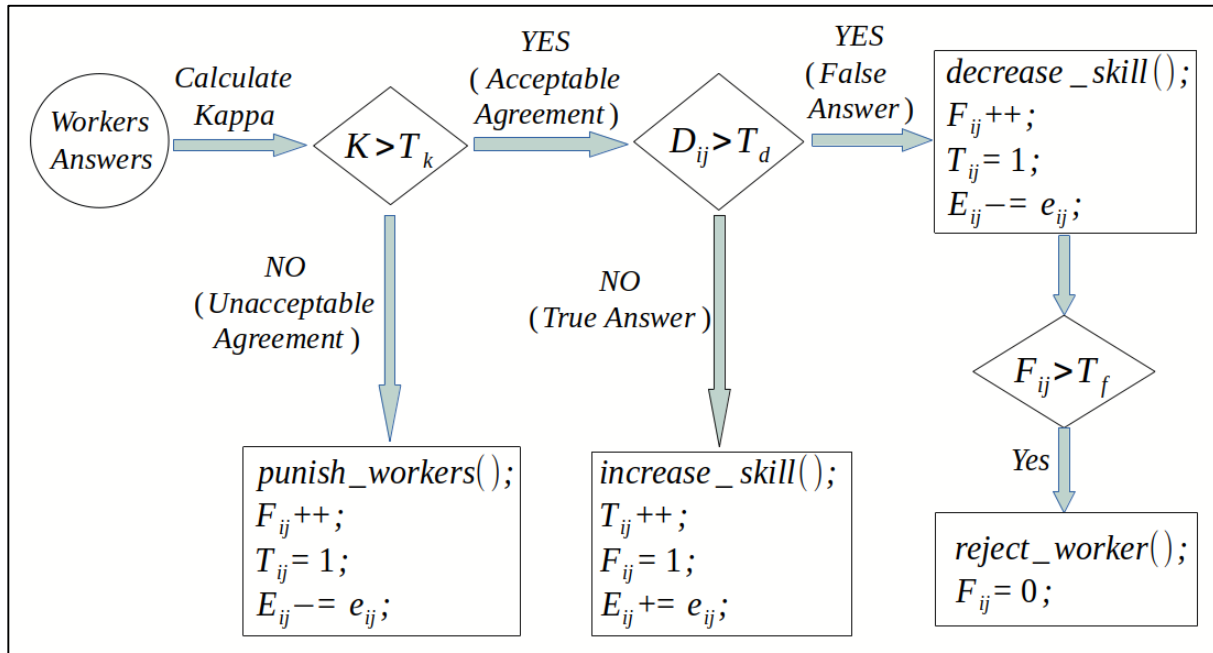 Workers
Answers
Calculate
Kappa
K>T_k
YES
(Acceptable
Agreement)
D_ij>T_d
YES
(False
Answer)
decrease_skill();
F_ij++;
T_ij=1;
E_ij-= e_ij;
NO
(Unacceptable
Agreement)
NO
(True Answer)
F_ij>T_f
Yes
punish_workers();
F_ij++;
T_ij=1;
E_ij-= e_ij;
increase_skill();
T_ij++;
F_ij=1;
E_ij+= e_ij;
reject_worker();
F_ij=0;